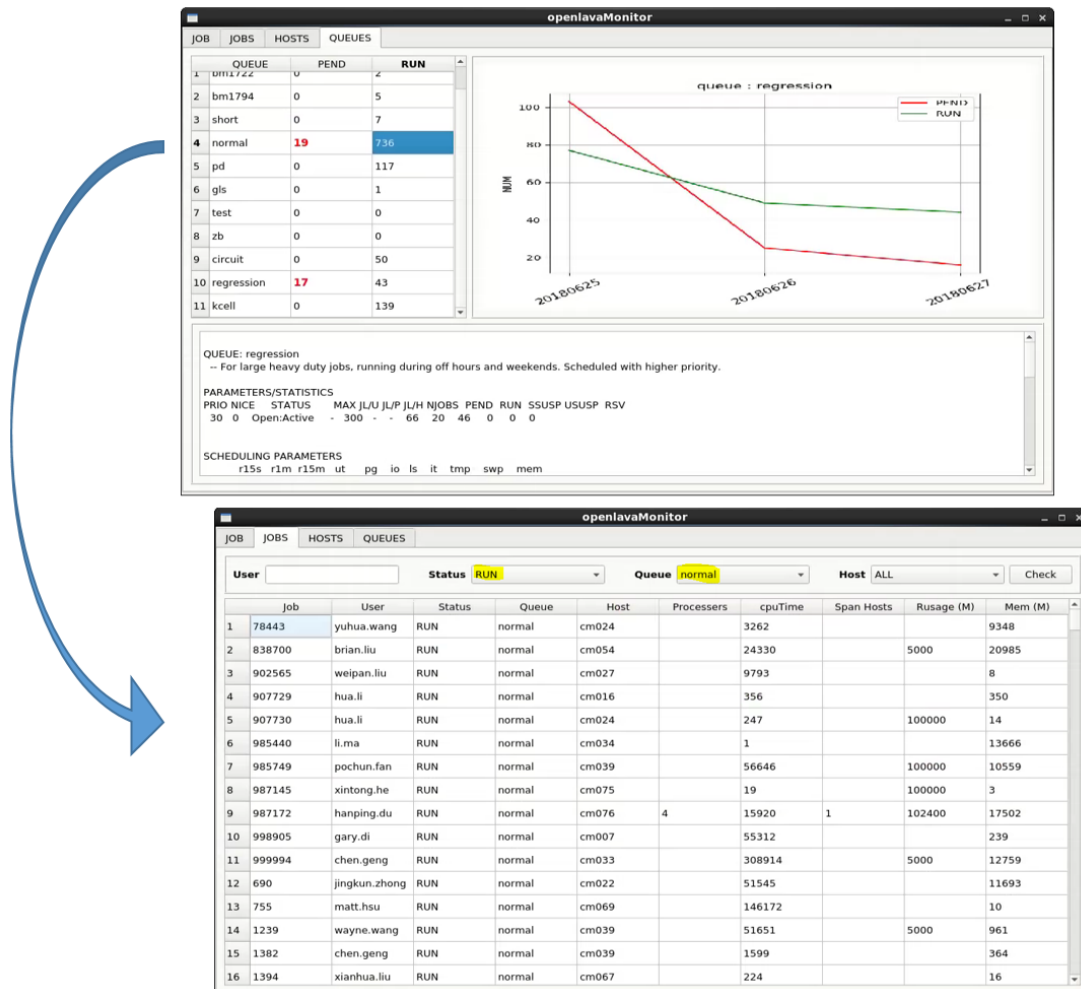 openlavaMonitor
JOB JOBS HOSTS QUEUES
QUEUE PEND RUN
1 bm1722 0 2
2 bm1794 0 5
3 short 0 7
4 normal 19 736
5 pd 0 117
6 gls 0 1
7 test 0 0
8 zb 0 0
9 circuit 0 50
10 regression 17 43
11 kcell 0 139
queue : regression
PEND
RUN
100
80
60
40
20
NUM
20180625 20180626 20180627
QUEUE: regression
-- For large heavy duty jobs, running during off hours and weekends. Scheduled with higher priority.
PARAMETERS/STATISTICS
PRIO NICE STATUS MAX JL/U JL/P JL/H NJOBS PEND RUN SSUSP USUSP RSV
30 0 Open:Active - 300 - - 66 20 46 0 0 0
SCHEDULING PARAMETERS
r15s r1m r15m ut pg io ls it tmp swp mem
openlavaMonitor
JOB JOBS HOSTS QUEUES
User Status RUN Queue normal Host ALL Check
Job User Status Queue Host Processers cpuTime Span Hosts Rusage (M) Mem (M)
1 78443 yuhua.wang RUN normal cm024 3262 9348
2 838700 brian.liu RUN normal cm054 24330 5000 20985
3 902565 weipan.liu RUN normal cm027 9793 8
4 907729 hua.li RUN normal cm016 356 350
5 907730 hua.li RUN normal cm024 247 100000 14
6 985440 li.ma RUN normal cm034 1 13666
7 985749 pochun.fan RUN normal cm039 56646 100000 10559
8 987145 xintong.he RUN normal cm075 19 100000 3
9 987172 hanping.du RUN normal cm076 4 15920 1 102400 17502
10 998905 gary.di RUN normal cm007 55312 239
11 999994 chen.geng RUN normal cm033 308914 5000 12759
12 690 jingkun.zhong RUN normal cm022 51545 11693
13 755 matt.hsu RUN normal cm069 146172 10
14 1239 wayne.wang RUN normal cm039 51651 5000 961
15 1382 chen.geng RUN normal cm039 1599 364
16 1394 xianhua.liu RUN normal cm067 224 16